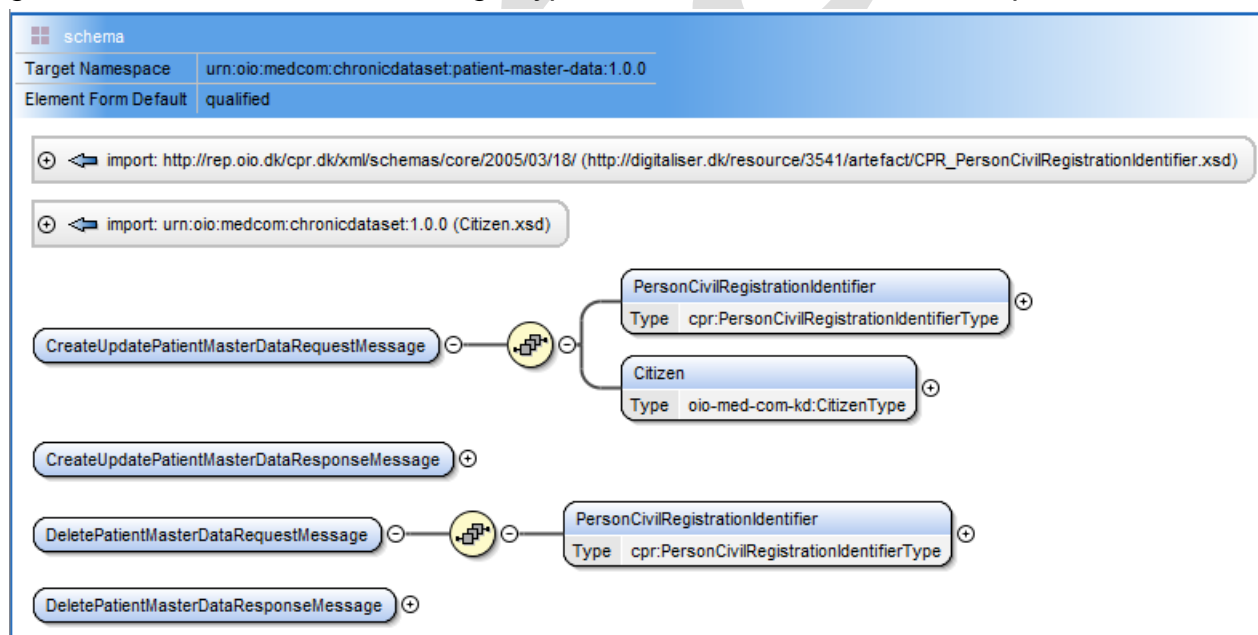 schema
Target Namespace urn:oio:medcom:chronicdataset:patient-master-data:1.0.0
Element Form Default qualified
import: http://rep.oio.dk/cpr.dk/xml/schemas/core/2005/03/18/ (http://digitaliser.dk/resource/3541/artefact/CPR_PersonCivilRegistrationIdentifier.xsd)
import: urn:oio:medcom:chronicdataset:1.0.0 (Citizen.xsd)
CreateUpdatePatientMasterDataRequestMessage
PersonCivilRegistrationIdentifier
Type cpr:PersonCivilRegistrationIdentifierType
Citizen
Type oio-med-com-kd:CitizenType
CreateUpdatePatientMasterDataResponseMessage
DeletePatientMasterDataRequestMessage
PersonCivilRegistrationIdentifier
Type cpr:PersonCivilRegistrationIdentifierType
DeletePatientMasterDataResponseMessage